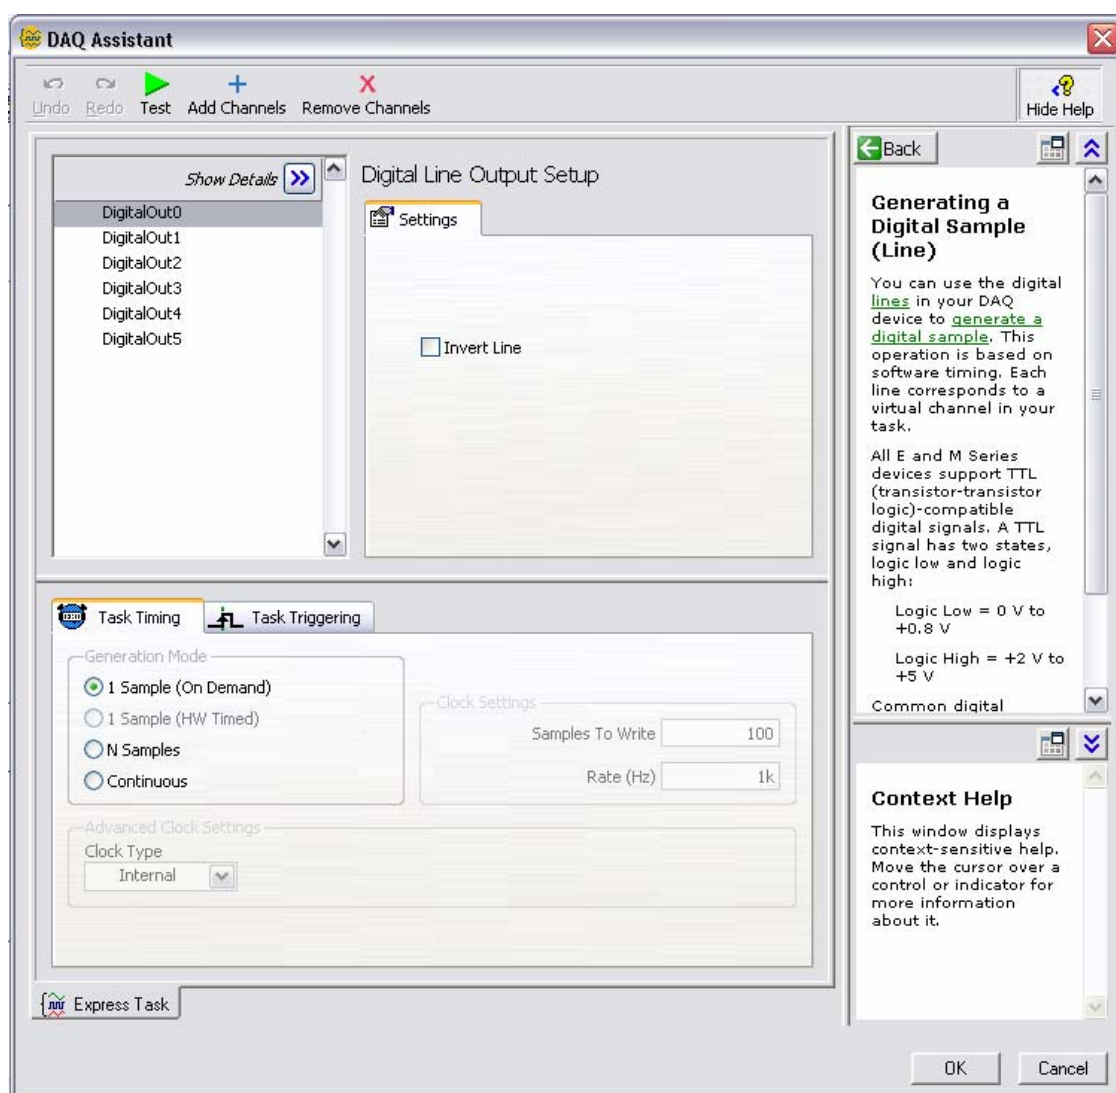 DAQ Assistant
Undo Redo Test Add Channels Remove Channels
Hide Help
Show Details
DigitalOut0
DigitalOut1
DigitalOut2
DigitalOut3
DigitalOut4
DigitalOut5
Digital Line Output Setup
Settings
Invert Line
Task Timing
Task Triggering
Generation Mode
1 Sample (On Demand)
1 Sample (HW Timed)
N Samples
Continuous
Clock Settings
Samples To Write 100
Rate (Hz) 1k
Advanced Clock Settings
Clock Type
Internal
Express Task
Back
Generating a
Digital Sample
(Line)
You can use the digital
lines in your DAQ
device to generate a
digital sample. This
operation is based on
software timing. Each
line corresponds to a
virtual channel in your
task.
All E and M Series
devices support TTL
(transistor-transistor
logic)-compatible
digital signals. A TTL
signal has two states,
logic low and logic
high:
Logic Low = 0 V to
+0.8 V
Logic High = +2 V to
+5 V
Common digital
Context Help
This window displays
context-sensitive help.
Move the cursor over a
control or indicator for
more information
about it.
OK Cancel